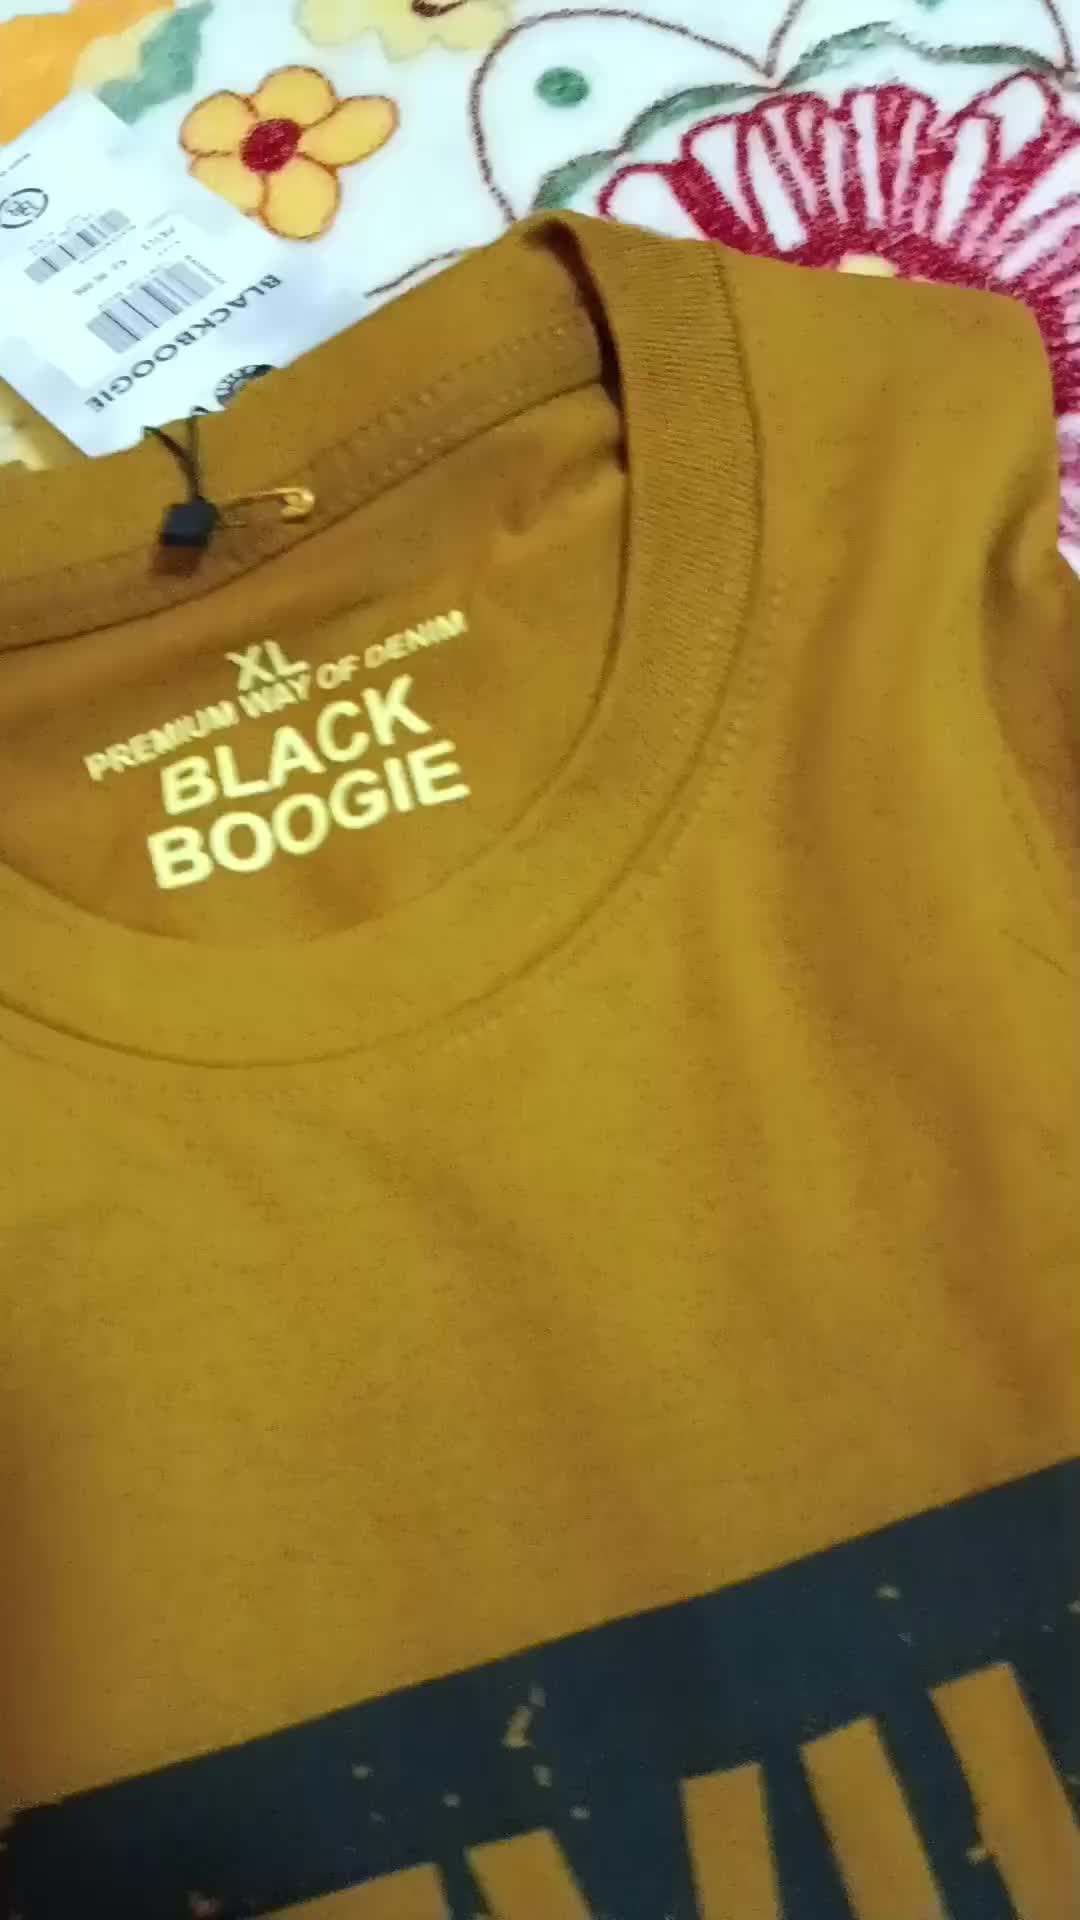 BLACKBOOGIE
XL
PREMIUM WAY OF DENIM
BLACK
BOOGIE